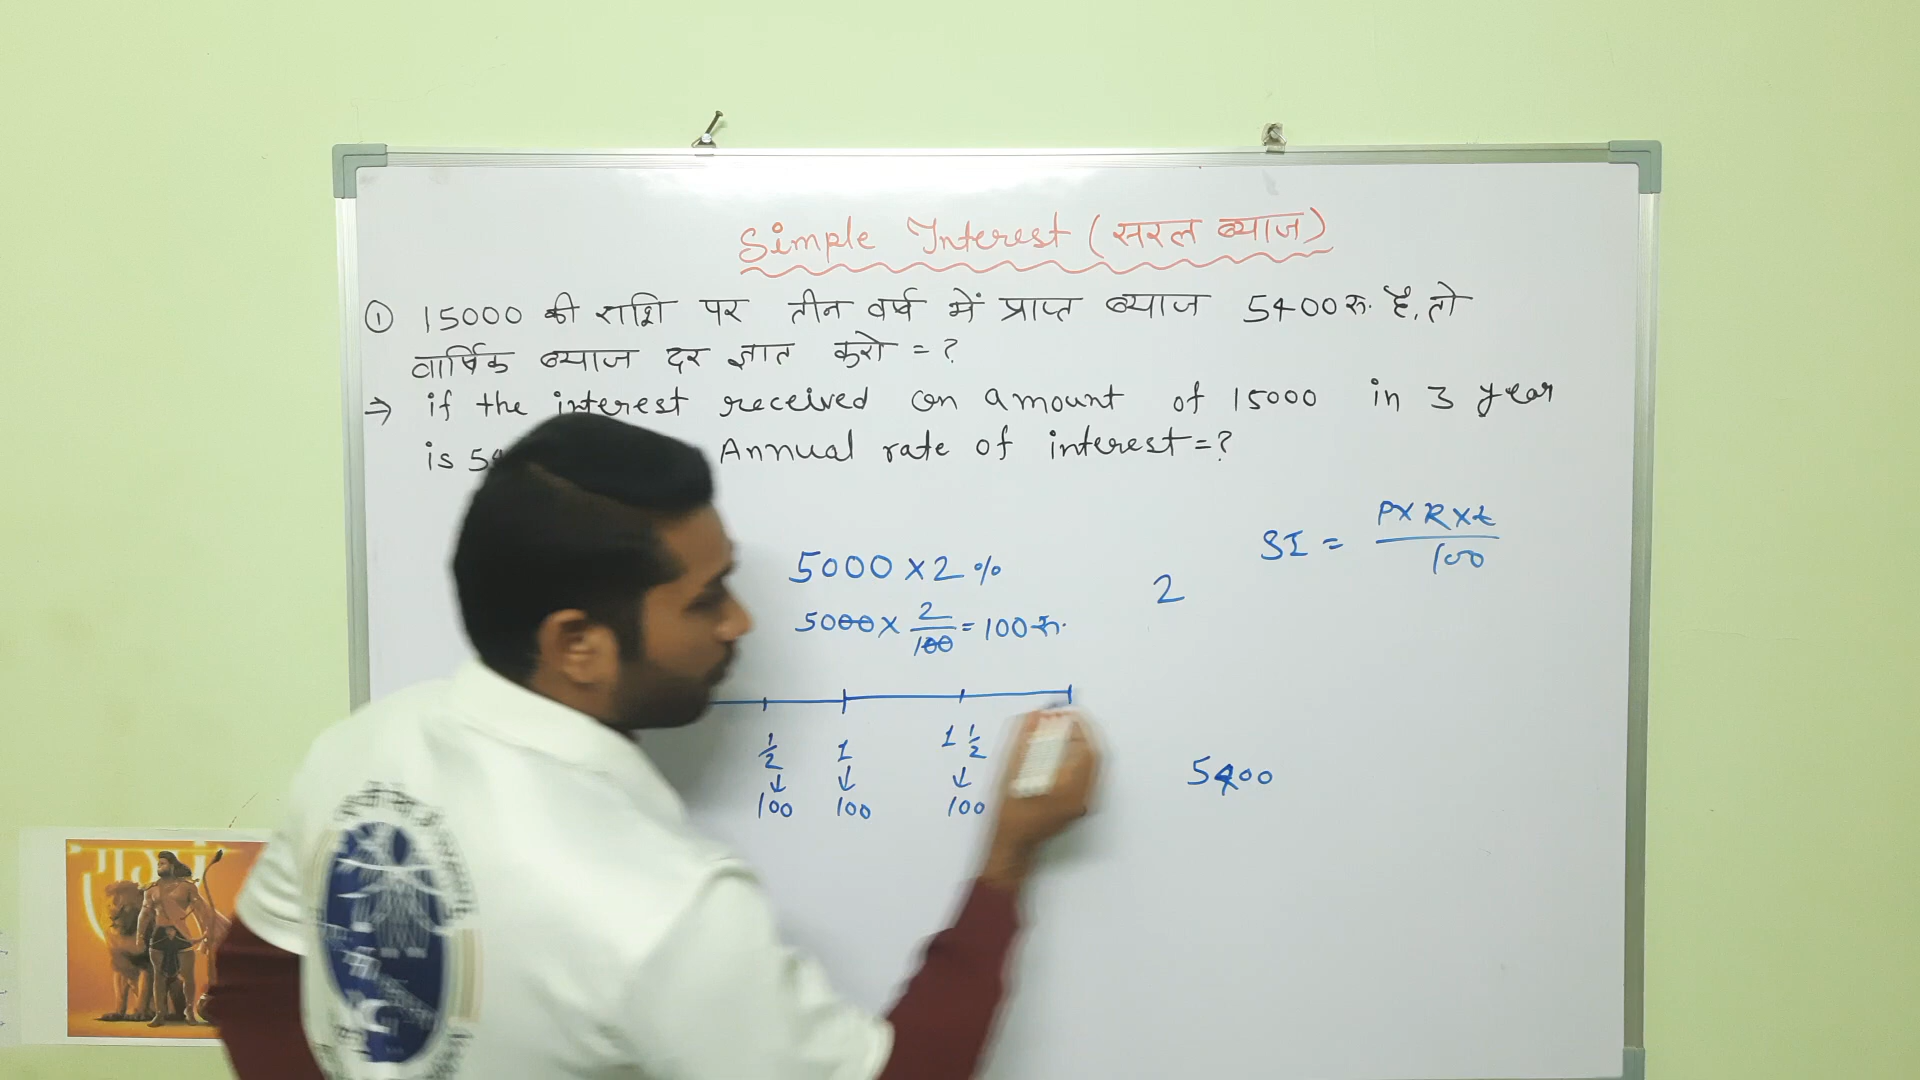 Simple Interest (सरल ब्याज)
① 15000 की राशि पर तीन वर्ष में प्राप्त ब्याज 5400 रू. है, तो
वार्षिक ब्याज दर ज्ञात करो = ?
⇒ if the interest received on amount of 15000 in 3 year
is 54 Annual rate of interest = ?
SI = P×R×t / 100
5000 × 2 %
2
5000 × 2/100 = 100 रू.
1/2 1 1 1/2
↓ ↓ ↓
100 100 100
5400